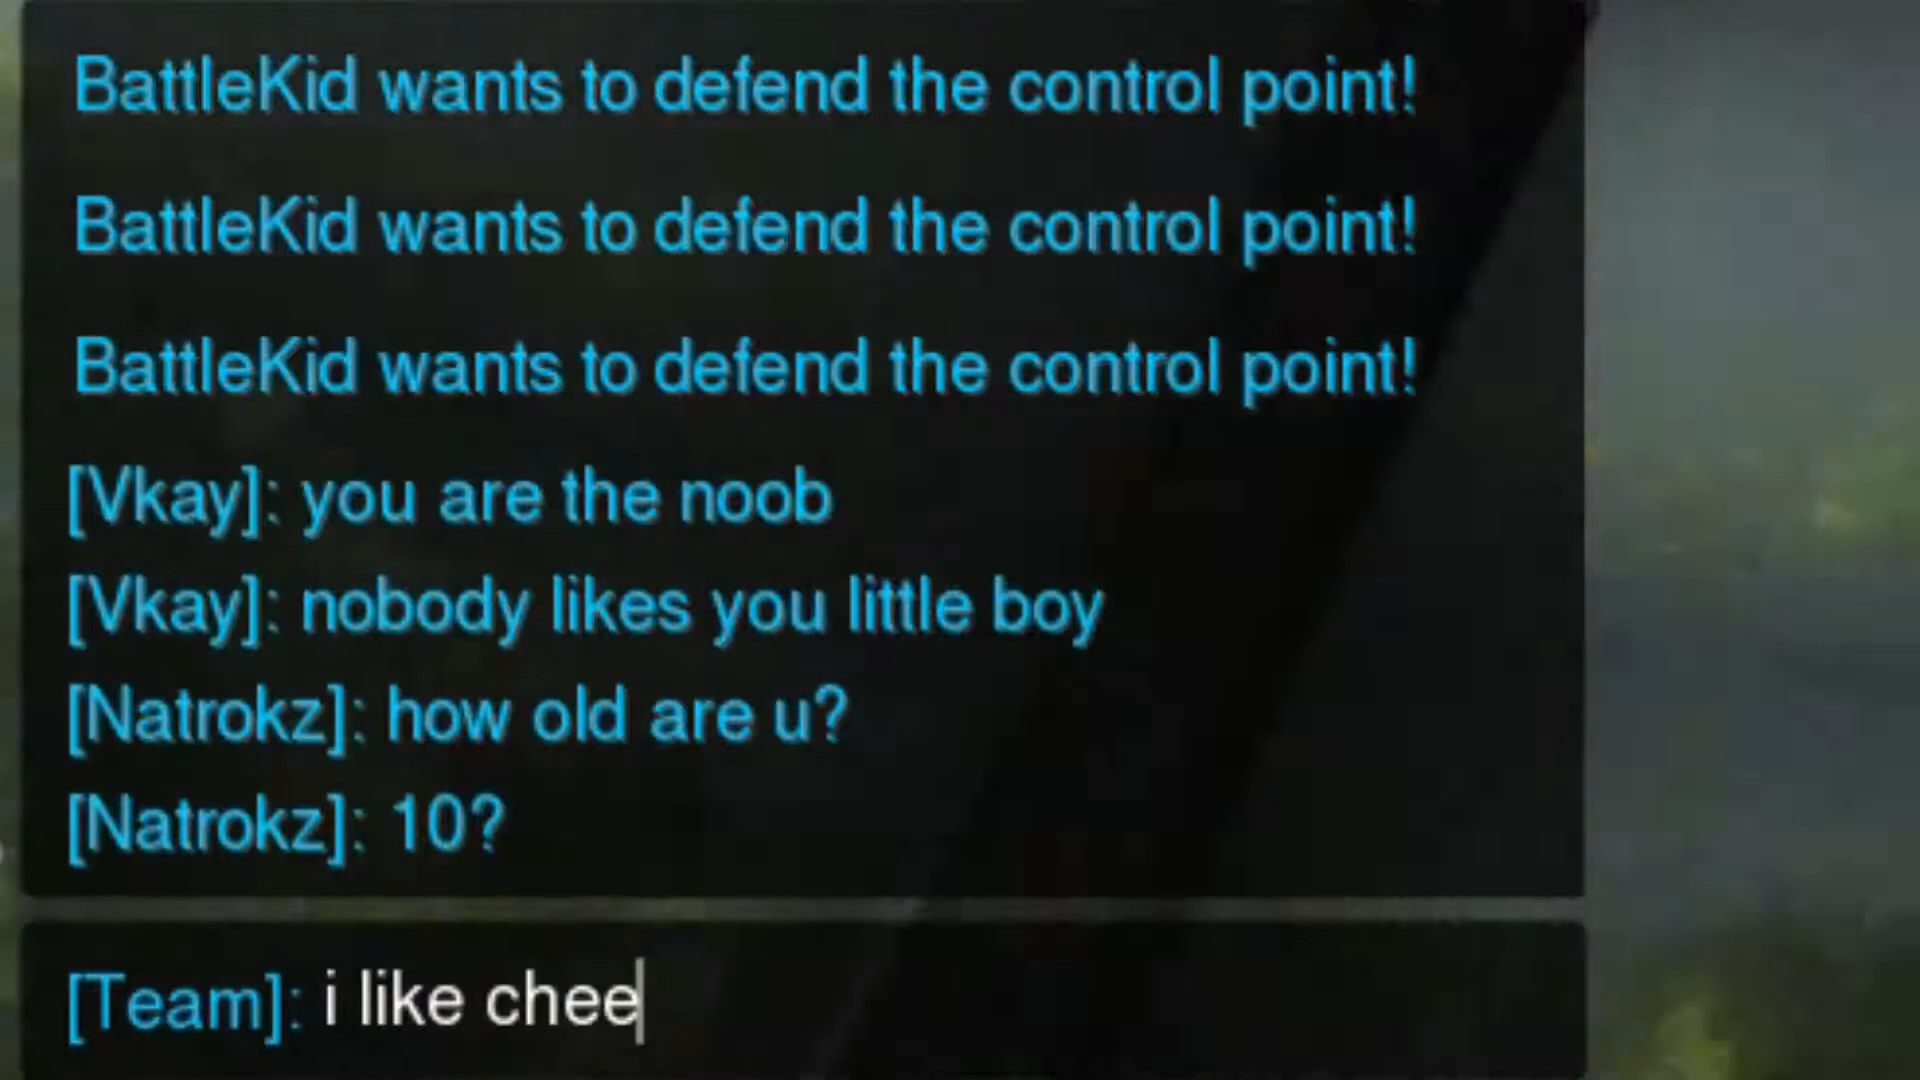 BattleKid wants to defend the control point!
BattleKid wants to defend the control point!
BattleKid wants to defend the control point!
[Vkay]: you are the noob
[Vkay]: nobody likes you little boy
[Natrokz]: how old are u?
[Natrokz]: 10?
[Team]: i like chee